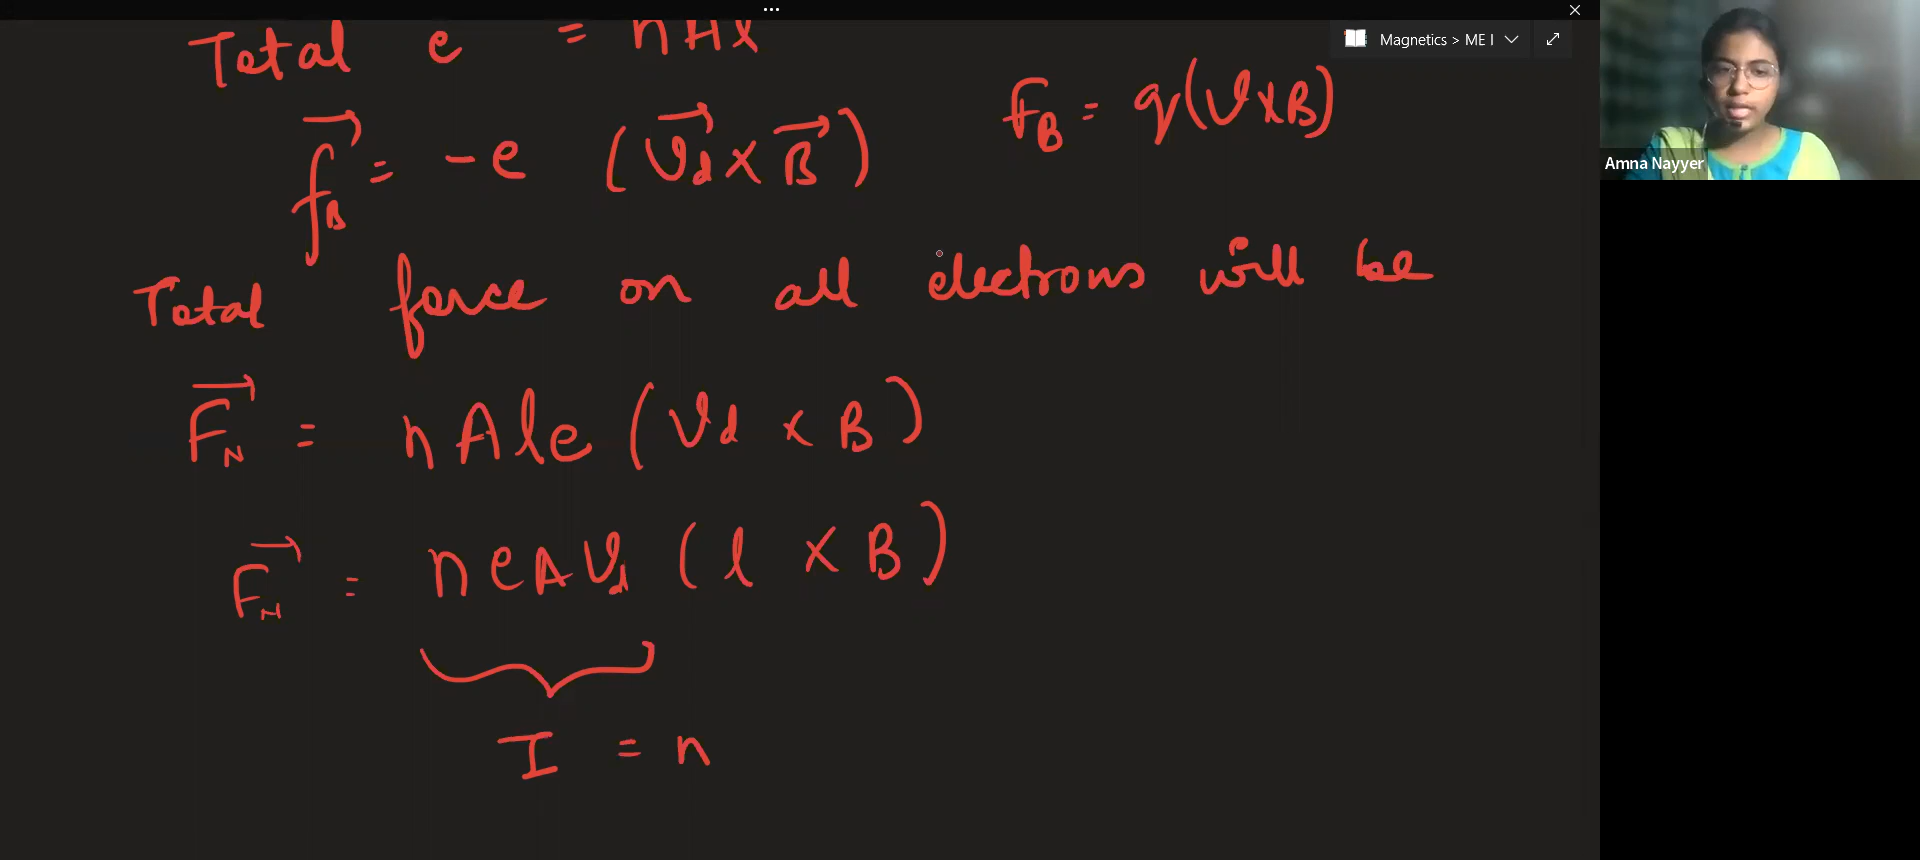 Total e = nAl
Magnetics > ME I
f_B = q(v×B)
f_B = -e (v_d × B)
Amna Nayyer
Total force on all electrons will be
F_N = nAle (v_d × B)
F_N = neAv_d (l × B)
I = n